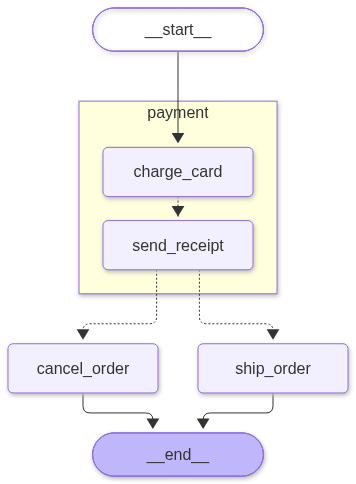 __start__
payment
charge_card
send_receipt
cancel_order
ship_order
__end__